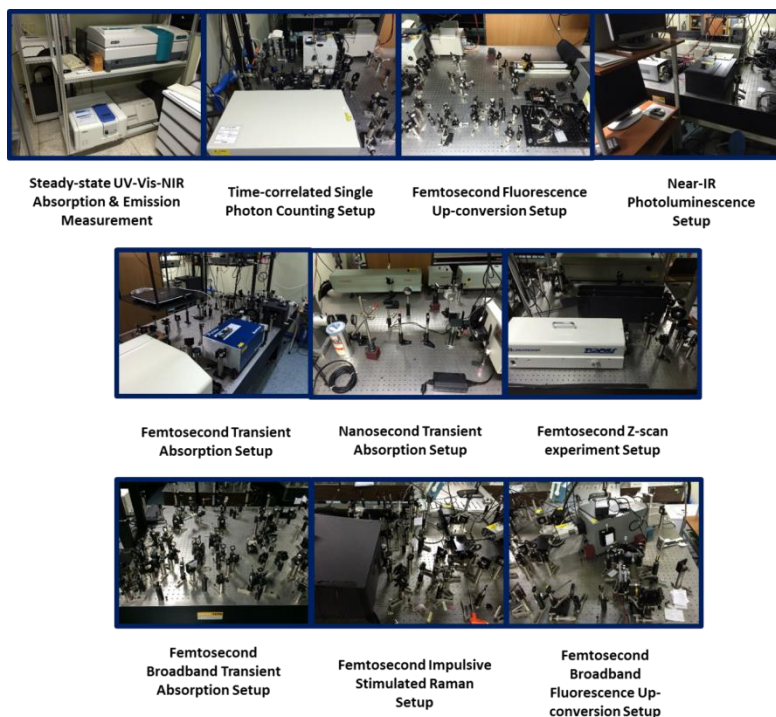 Steady-state UV-Vis-NIR
Absorption & Emission
Measurement
Time-correlated Single
Photon Counting Setup
Femtosecond Fluorescence
Up-conversion Setup
Near-IR
Photoluminescence
Setup
Femtosecond Transient
Absorption Setup
Nanosecond Transient
Absorption Setup
Femtosecond Z-scan
experiment Setup
Femtosecond
Broadband Transient
Absorption Setup
Femtosecond Impulsive
Stimulated Raman
Setup
Femtosecond
Broadband
Fluorescence Up-
conversion Setup